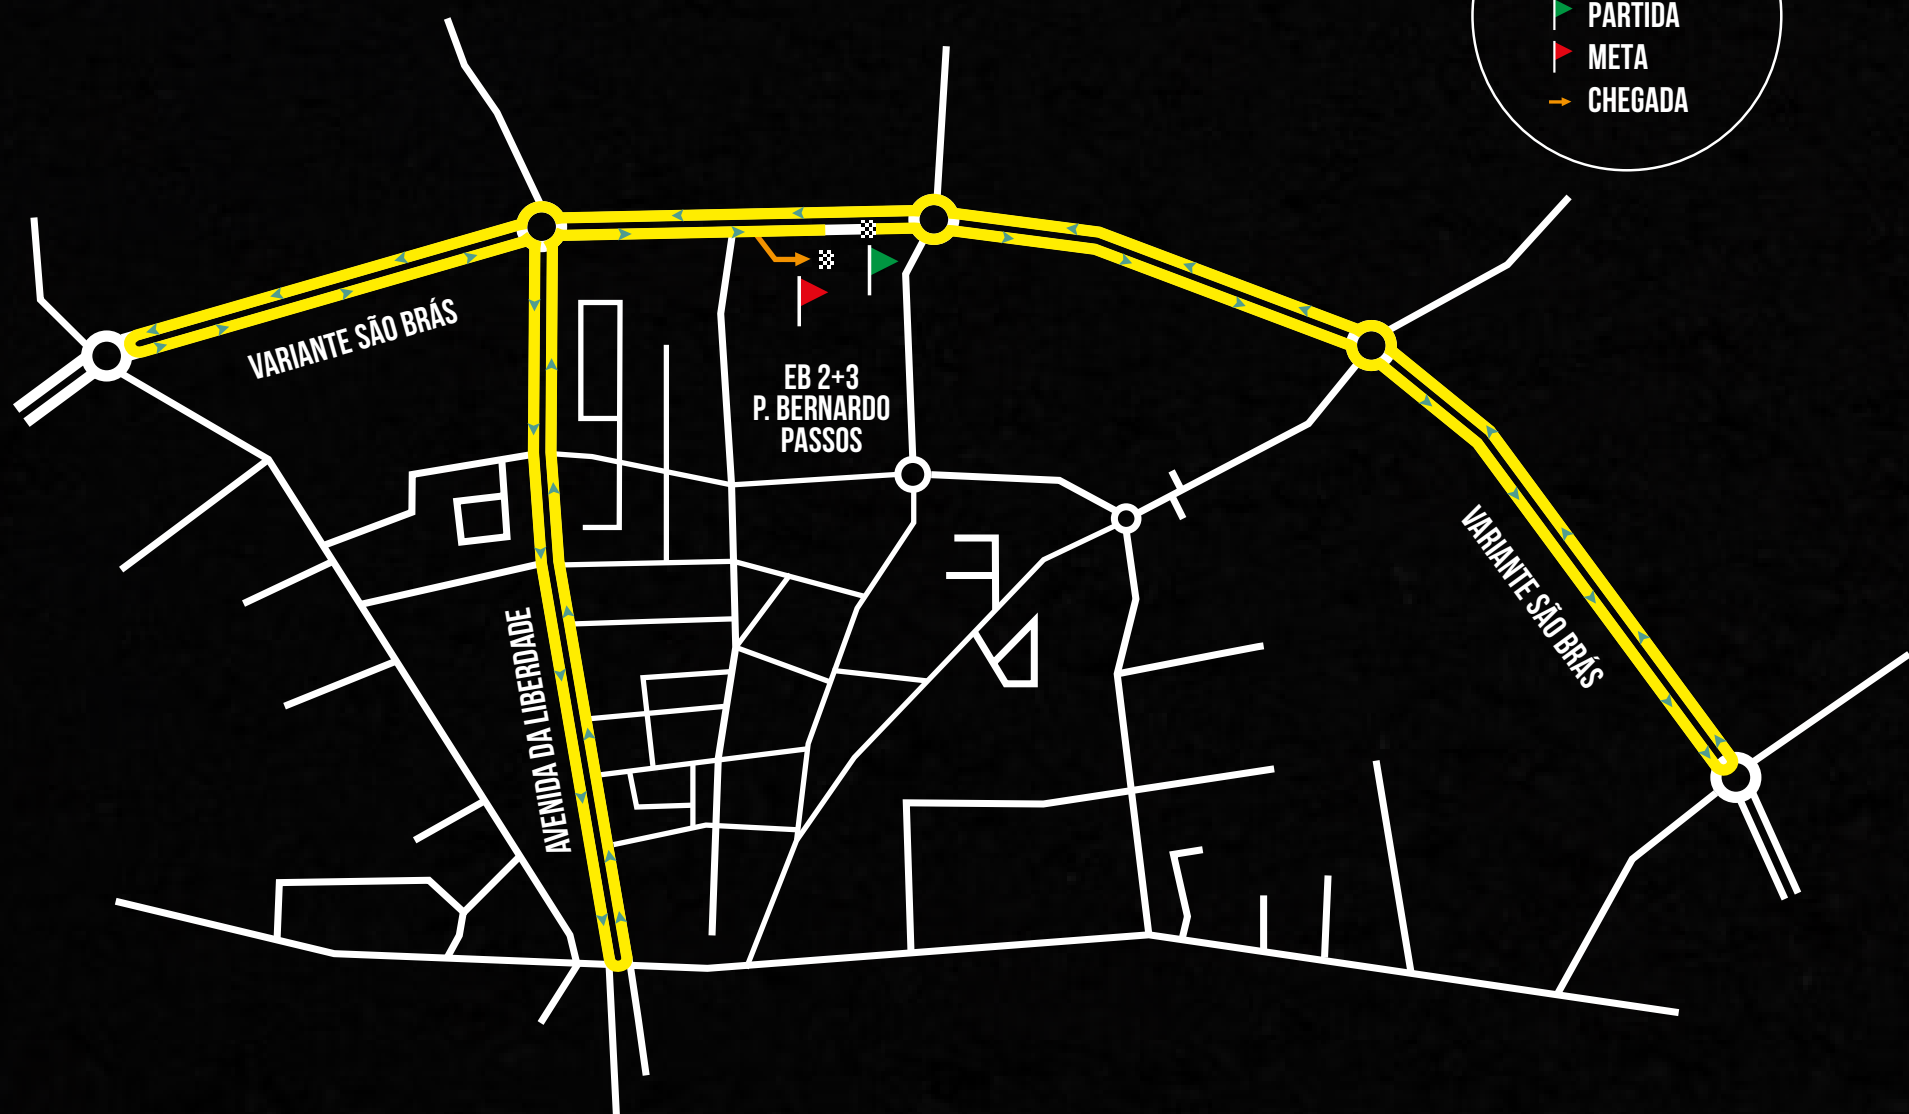 PARTIDA
META
CHEGADA
VARIANTE SÃO BRÁS
EB 2+3
P. BERNARDO
PASSOS
VARIANTE SÃO BRÁS
AVENIDA DA LIBERDADE